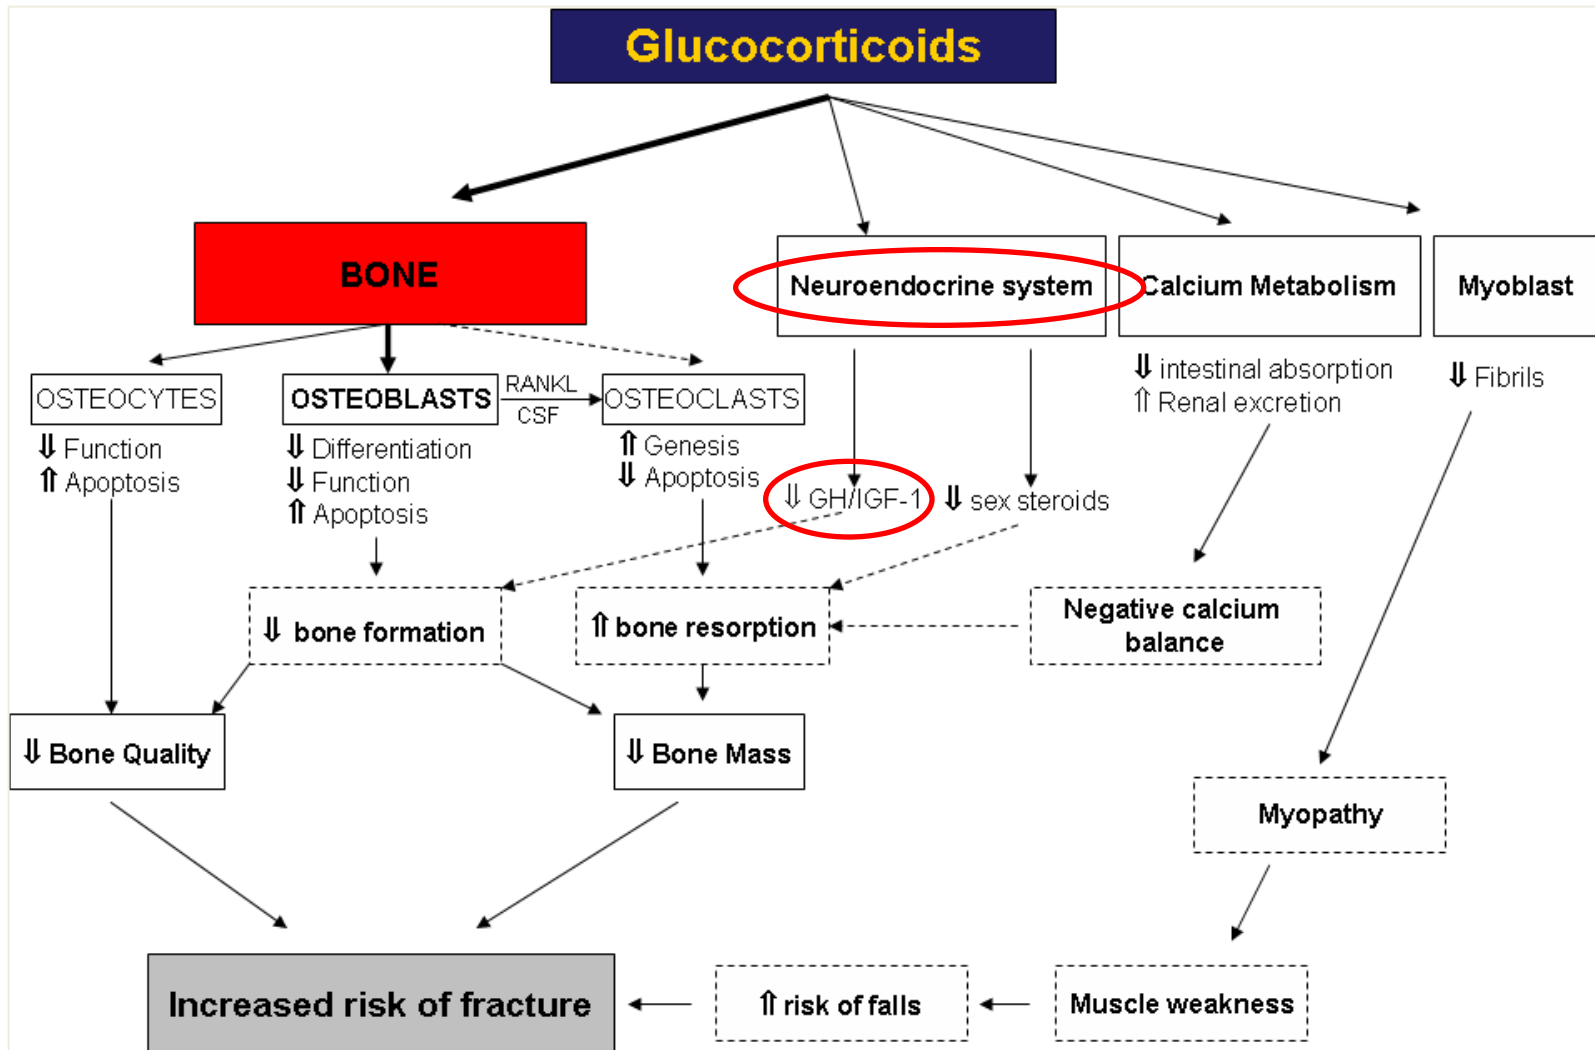 Glucocorticoids
BONE
Neuroendocrine system
Calcium Metabolism
Myoblast
OSTEOCYTES
⇓ Function
⇑ Apoptosis
OSTEOBLASTS
⇓ Differentiation
⇓ Function
⇑ Apoptosis
RANKL
CSF
OSTEOCLASTS
⇑ Genesis
⇓ Apoptosis
⇓ GH/IGF-1
⇓ sex steroids
⇓ intestinal absorption
⇑ Renal excretion
⇓ Fibrils
⇓ bone formation
⇑ bone resorption
Negative calcium
balance
⇓ Bone Quality
⇓ Bone Mass
Myopathy
Increased risk of fracture
⇑ risk of falls
Muscle weakness